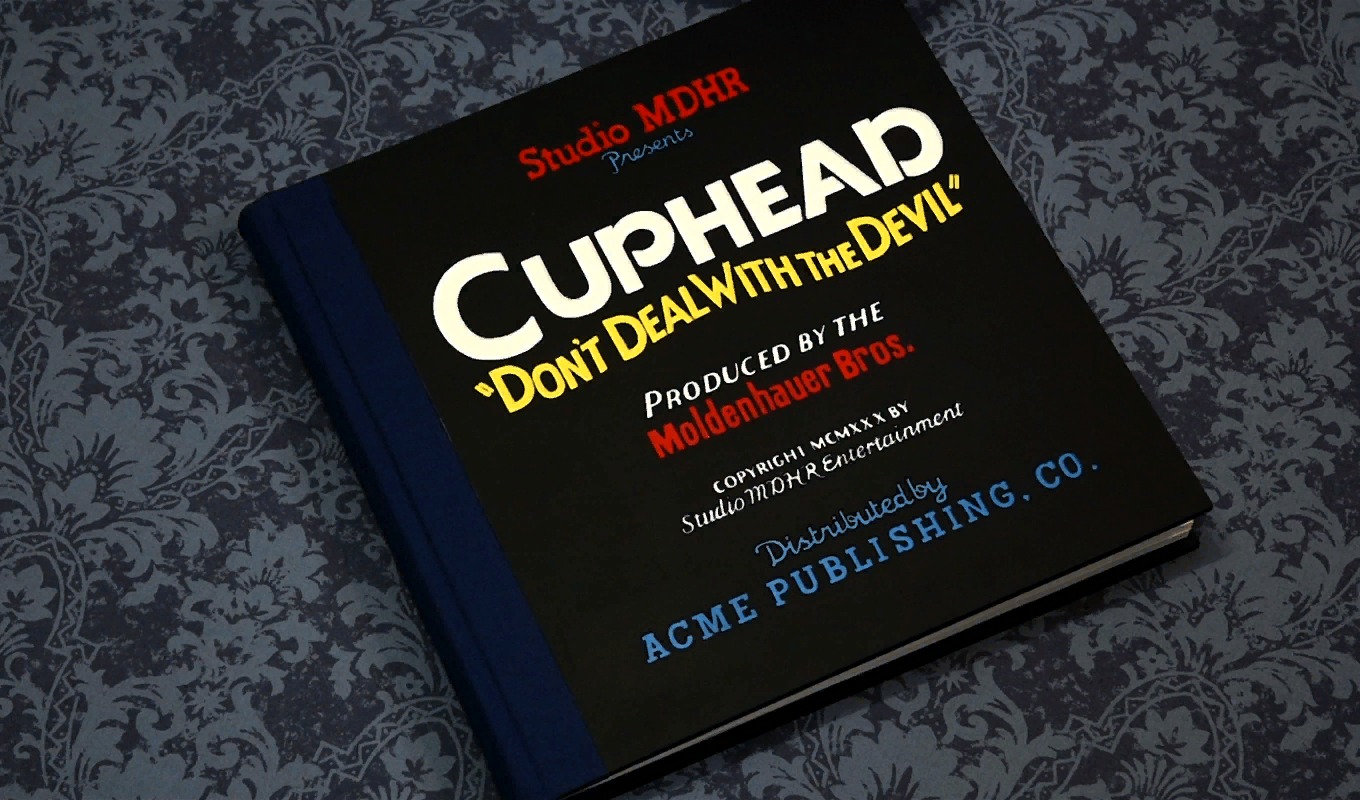 Studio MDHR
Presents
CUPHEAD
"DON'T DEAL WITH THE DEVIL"
PRODUCED BY THE
Moldenhauer Bros.
COPYRIGHT MCMXXX BY
Studio MDHR Entertainment
Distributed by
ACME PUBLISHING. CO.